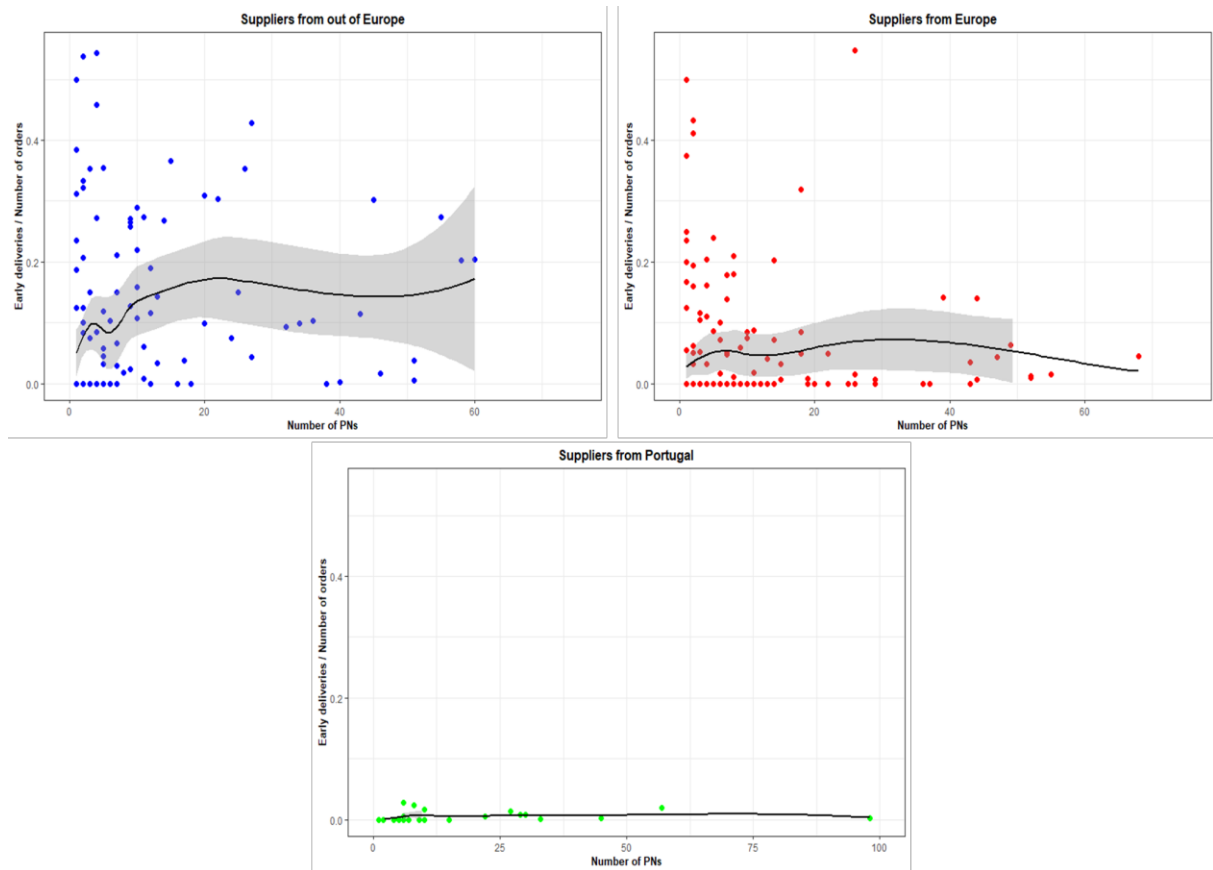 Suppliers from out of Europe
Early deliveries / Number of orders
0.4
0.2
0.0
0 20 40 60
Number of PNs
Suppliers from Europe
Early deliveries / Number of orders
0.4
0.2
0.0
0 20 40 60
Number of PNs
Suppliers from Portugal
Early deliveries / Number of orders
0.4
0.2
0.0
0 25 50 75 100
Number of PNs